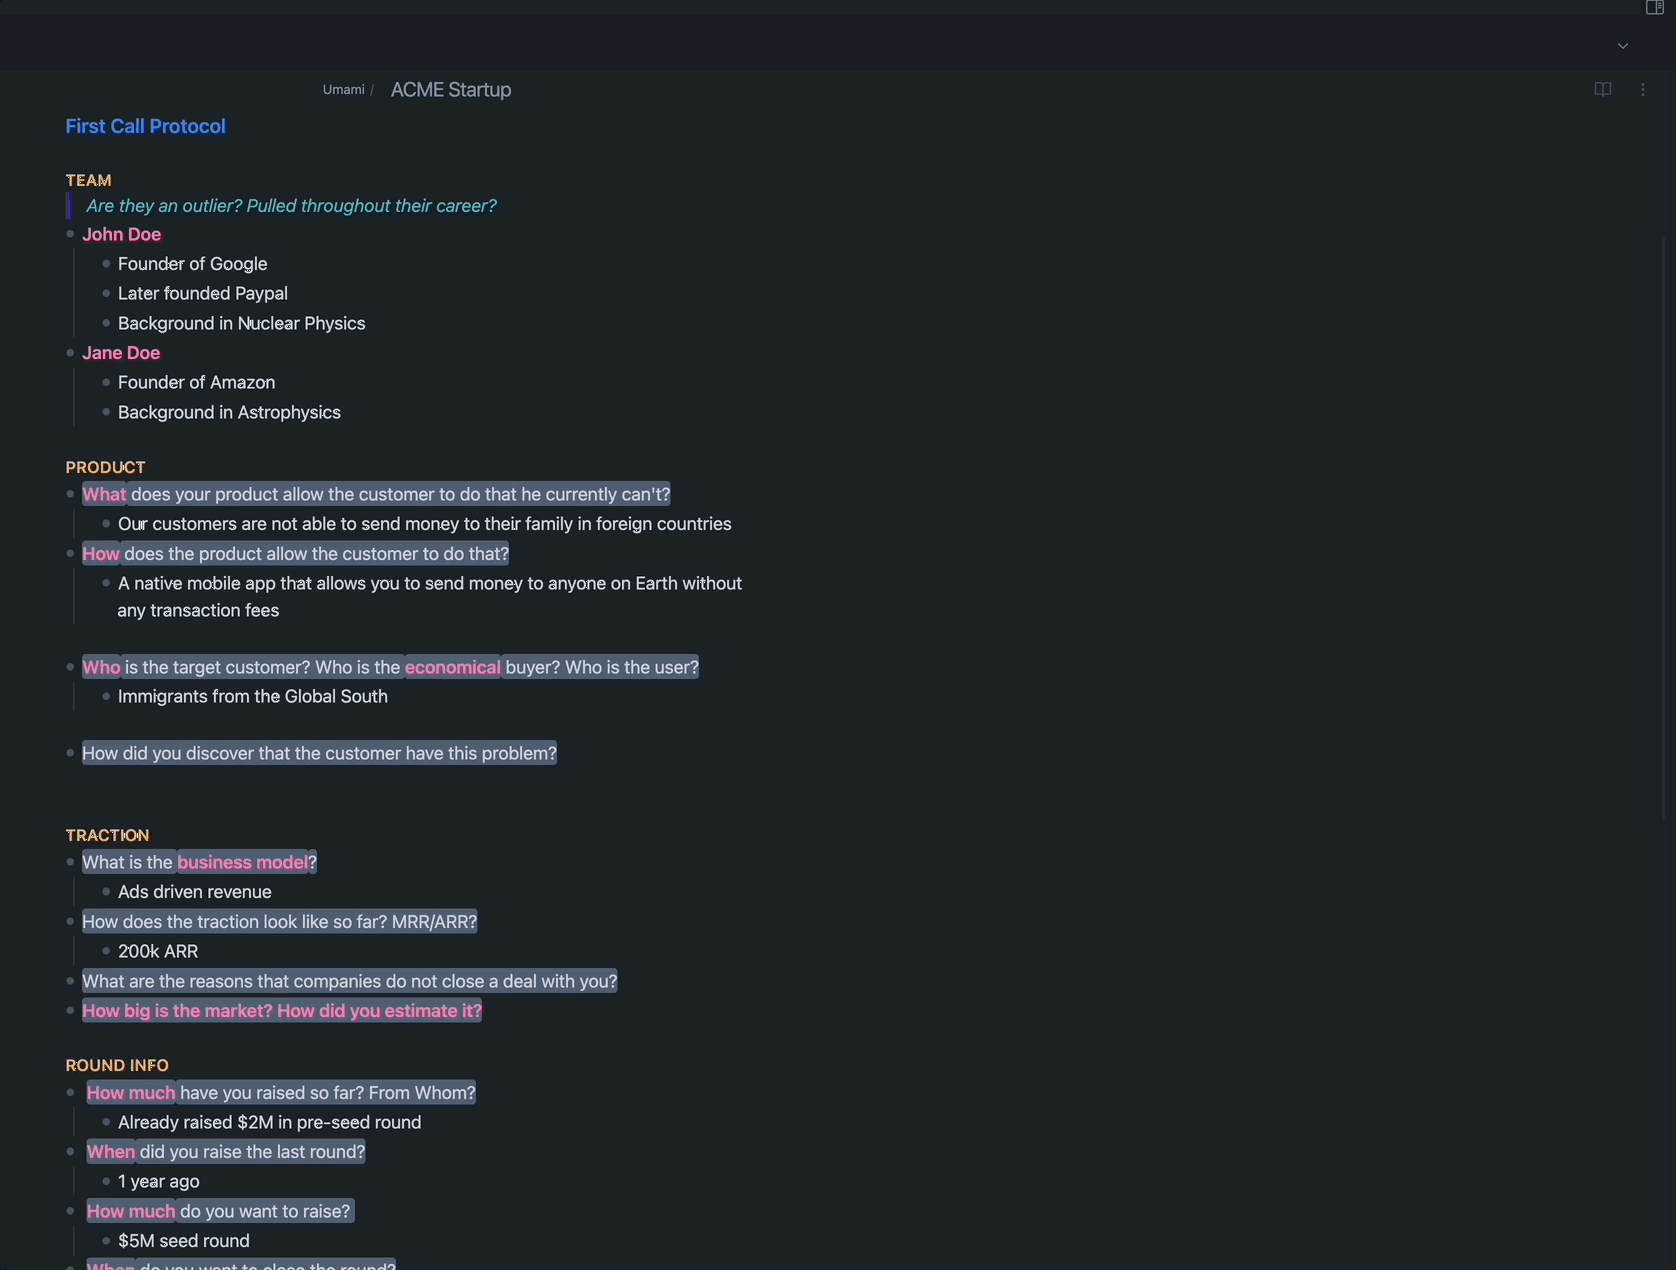 Umami / ACME Startup
First Call Protocol
TEAM
Are they an outlier? Pulled throughout their career?
John Doe
Founder of Google
Later founded Paypal
Background in Nuclear Physics
Jane Doe
Founder of Amazon
Background in Astrophysics
PRODUCT
What does your product allow the customer to do that he currently can't?
Our customers are not able to send money to their family in foreign countries
How does the product allow the customer to do that?
A native mobile app that allows you to send money to anyone on Earth without
any transaction fees
Who is the target customer? Who is the economical buyer? Who is the user?
Immigrants from the Global South
How did you discover that the customer have this problem?
TRACTION
What is the business model?
Ads driven revenue
How does the traction look like so far? MRR/ARR?
200k ARR
What are the reasons that companies do not close a deal with you?
How big is the market? How did you estimate it?
ROUND INFO
How much have you raised so far? From Whom?
Already raised $2M in pre-seed round
When did you raise the last round?
1 year ago
How much do you want to raise?
$5M seed round
When do you want to close the round?